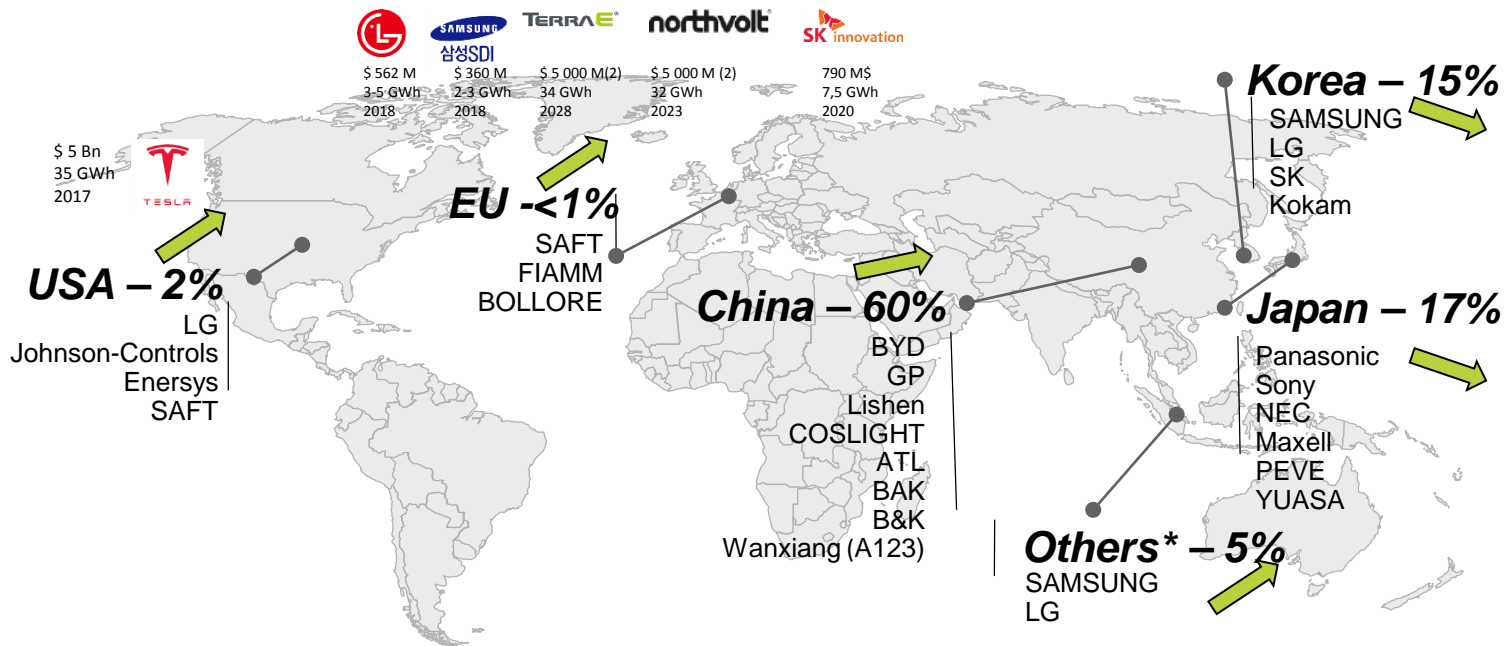 LG
SAMSUNG
삼성SDI
TERRAE
northvolt
SK innovation
$ 562 M
3-5 GWh
2018
$ 360 M
2-3 GWh
2018
$ 5 000 M(2)
34 GWh
2028
$ 5 000 M (2)
32 GWh
2023
790 M$
7,5 GWh
2020
$ 5 Bn
35 GWh
2017
TESLA
USA – 2%
LG
Johnson-Controls
Enersys
SAFT
EU -<1%
SAFT
FIAMM
BOLLORE
China – 60%
BYD
GP
Lishen
COSLIGHT
ATL
BAK
B&K
Wanxiang (A123)
Korea – 15%
SAMSUNG
LG
SK
Kokam
Japan – 17%
Panasonic
Sony
NEC
Maxell
PEVE
YUASA
Others* – 5%
SAMSUNG
LG